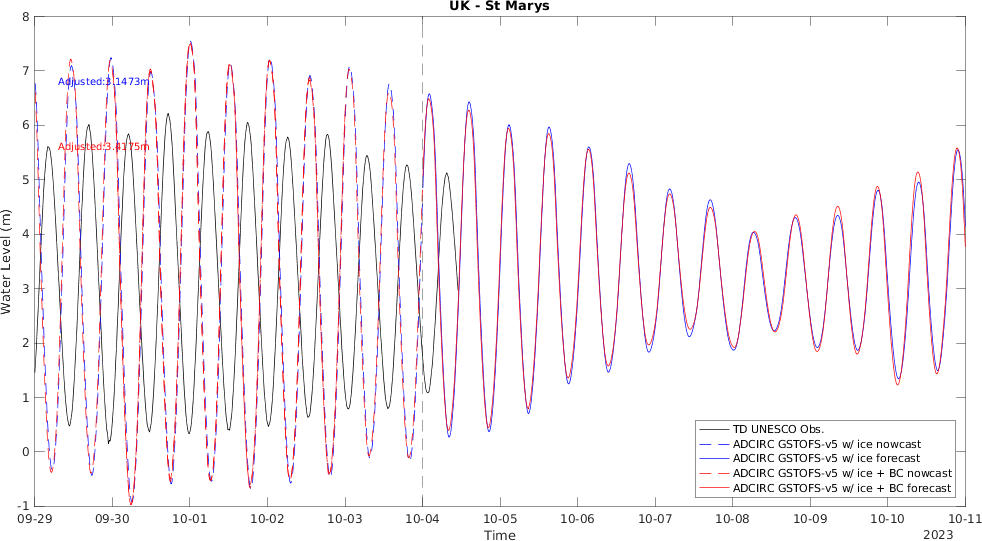 UK - St Marys
8
7
6
5
4
3
2
1
0
-1
Water Level (m)
Adjusted:3.1473m
Adjusted:3.4175m
TD UNESCO Obs.
ADCIRC GSTOFS-v5 w/ ice nowcast
ADCIRC GSTOFS-v5 w/ ice forecast
ADCIRC GSTOFS-v5 w/ ice + BC nowcast
ADCIRC GSTOFS-v5 w/ ice + BC forecast
09-29 09-30 10-01 10-02 10-03 10-04 10-05 10-06 10-07 10-08 10-09 10-10 10-11
Time
2023